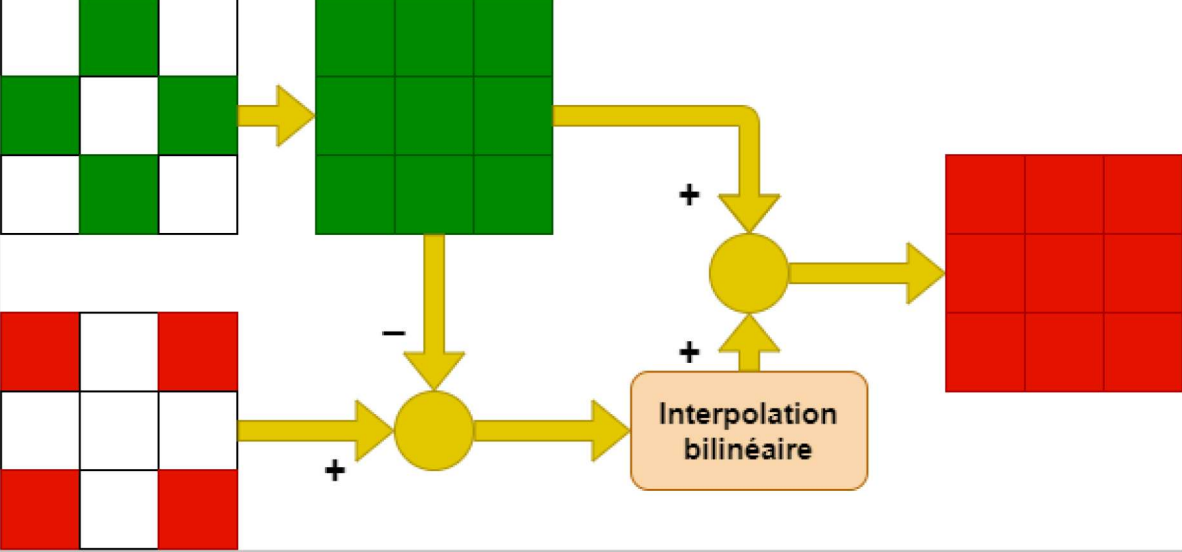 +
−
+
+
Interpolation
bilinéaire